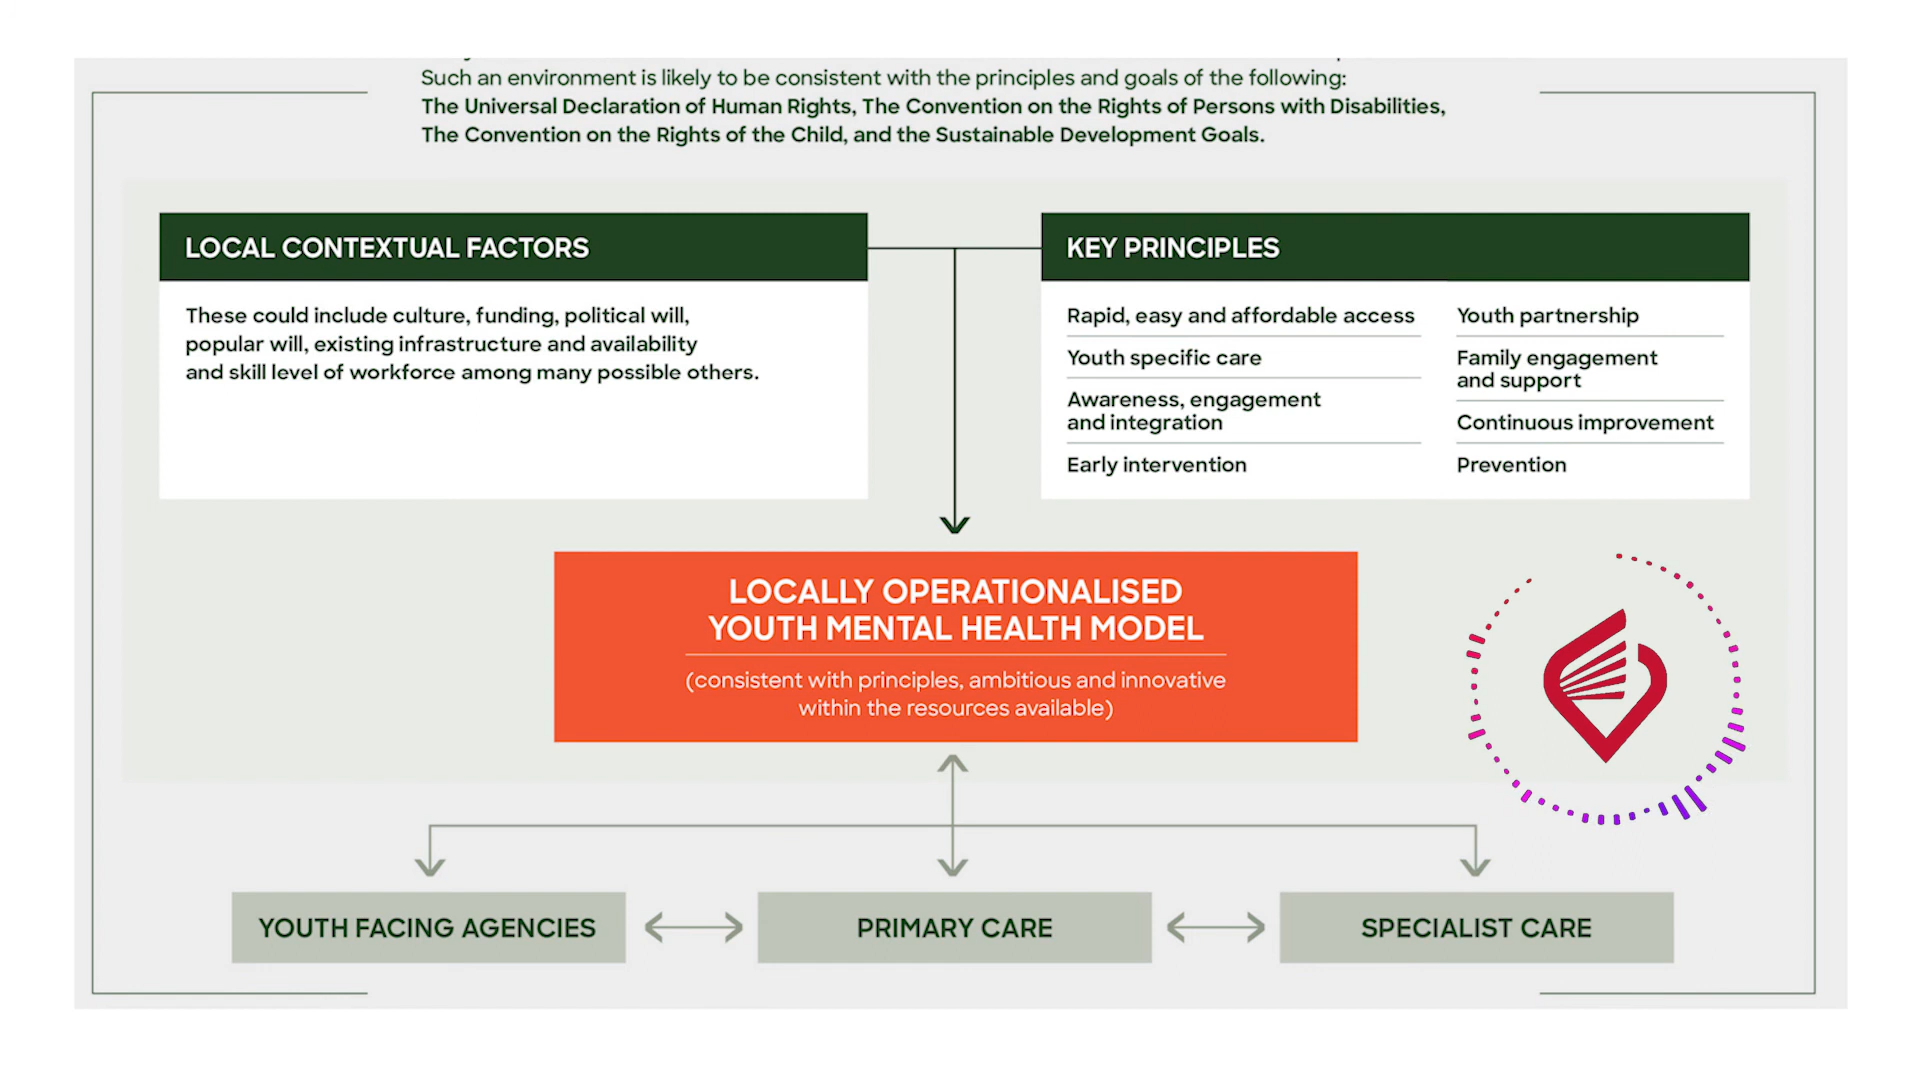 Such an environment is likely to be consistent with the principles and goals of the following:
The Universal Declaration of Human Rights, The Convention on the Rights of Persons with Disabilities,
The Convention on the Rights of the Child, and the Sustainable Development Goals.
LOCAL CONTEXTUAL FACTORS
These could include culture, funding, political will,
popular will, existing infrastructure and availability
and skill level of workforce among many possible others.
KEY PRINCIPLES
Rapid, easy and affordable access
Youth specific care
Awareness, engagement
and integration
Early intervention
Youth partnership
Family engagement
and support
Continuous improvement
Prevention
LOCALLY OPERATIONALISED
YOUTH MENTAL HEALTH MODEL
(consistent with principles, ambitious and innovative
within the resources available)
YOUTH FACING AGENCIES
PRIMARY CARE
SPECIALIST CARE